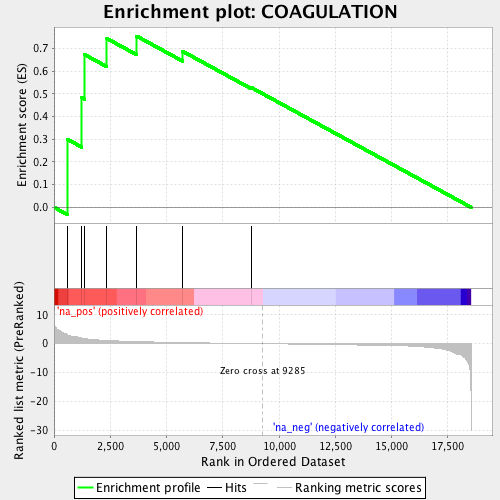 Enrichment plot: COAGULATION
Enrichment score (ES)
0.7
0.6
0.5
0.4
0.3
0.2
0.1
0.0
'na_pos' (positively correlated)
Ranked list metric (PreRanked)
10
0
-10
-20
-30
Zero cross at 9285
'na_neg' (negatively correlated)
0 2,500 5,000 7,500 10,000 12,500 15,000 17,500
Rank in Ordered Dataset
Enrichment profile Hits Ranking metric scores